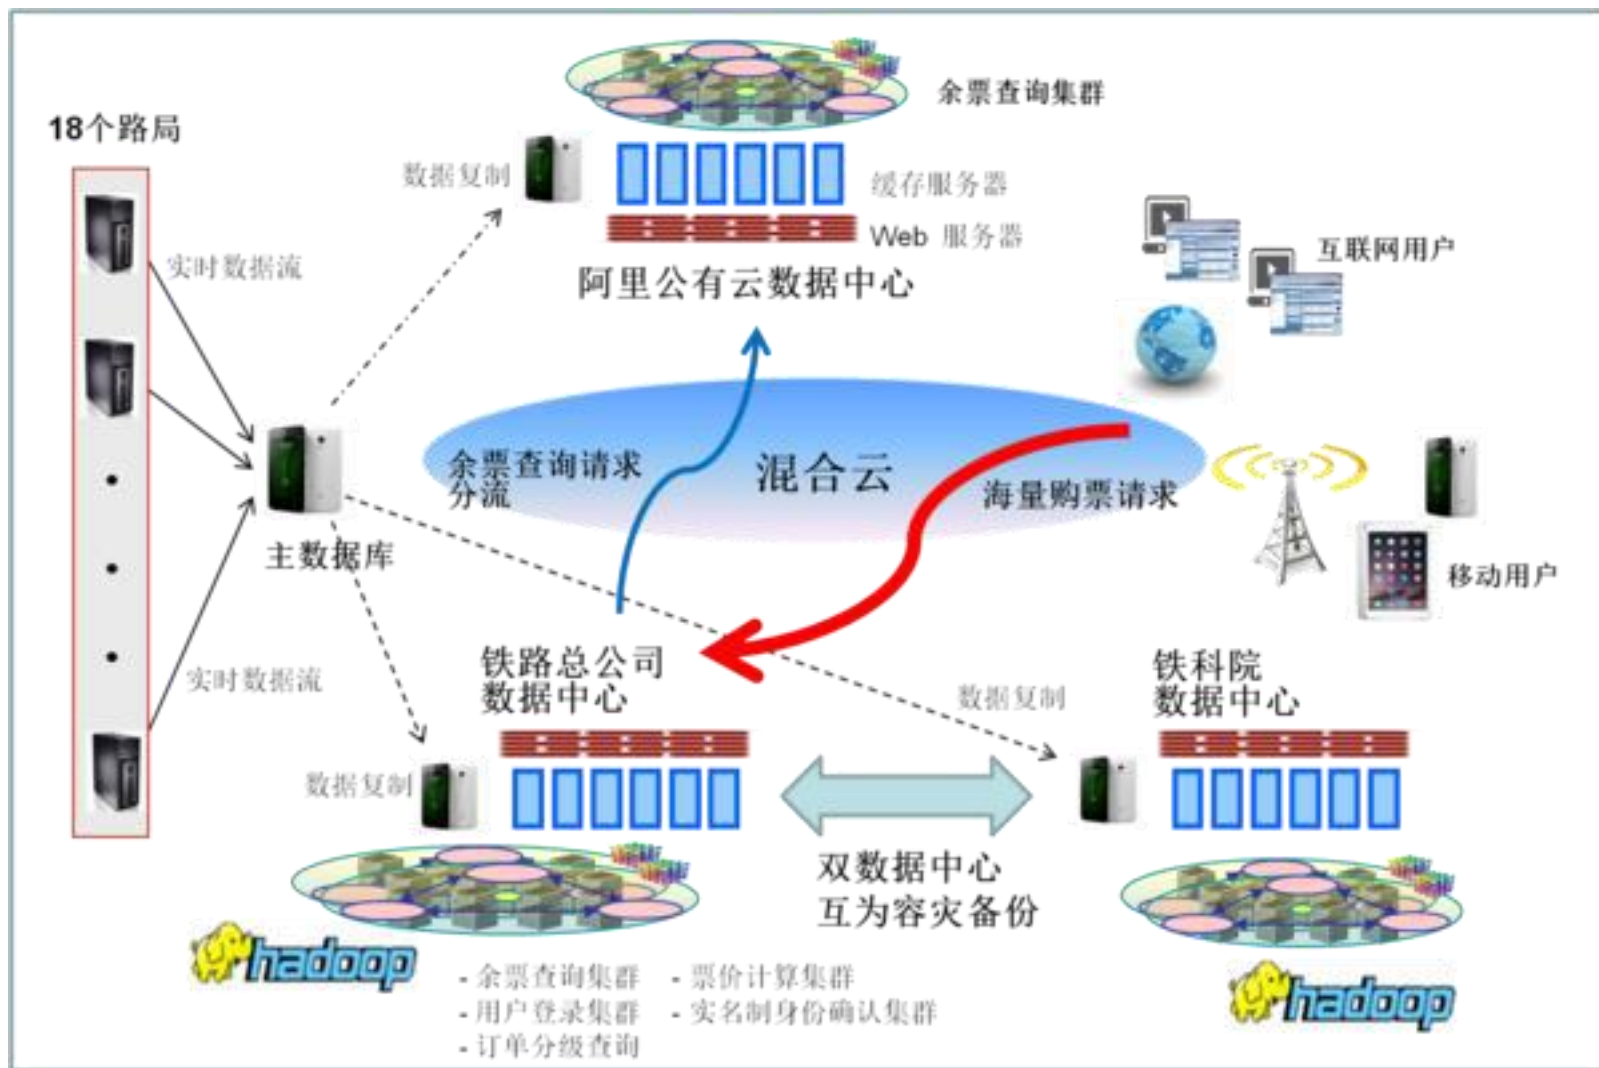 余票查询集群
18个路局
数据复制
缓存服务器
Web 服务器
实时数据流
互联网用户
阿里公有云数据中心
余票查询请求
分流
混合云
海量购票请求
主数据库
移动用户
铁路总公司
数据中心
铁科院
数据中心
实时数据流
数据复制
数据复制
双数据中心
互为容灾备份
hadoop
- 余票查询集群 - 票价计算集群
- 用户登录集群 - 实名制身份确认集群
- 订单分级查询
hadoop